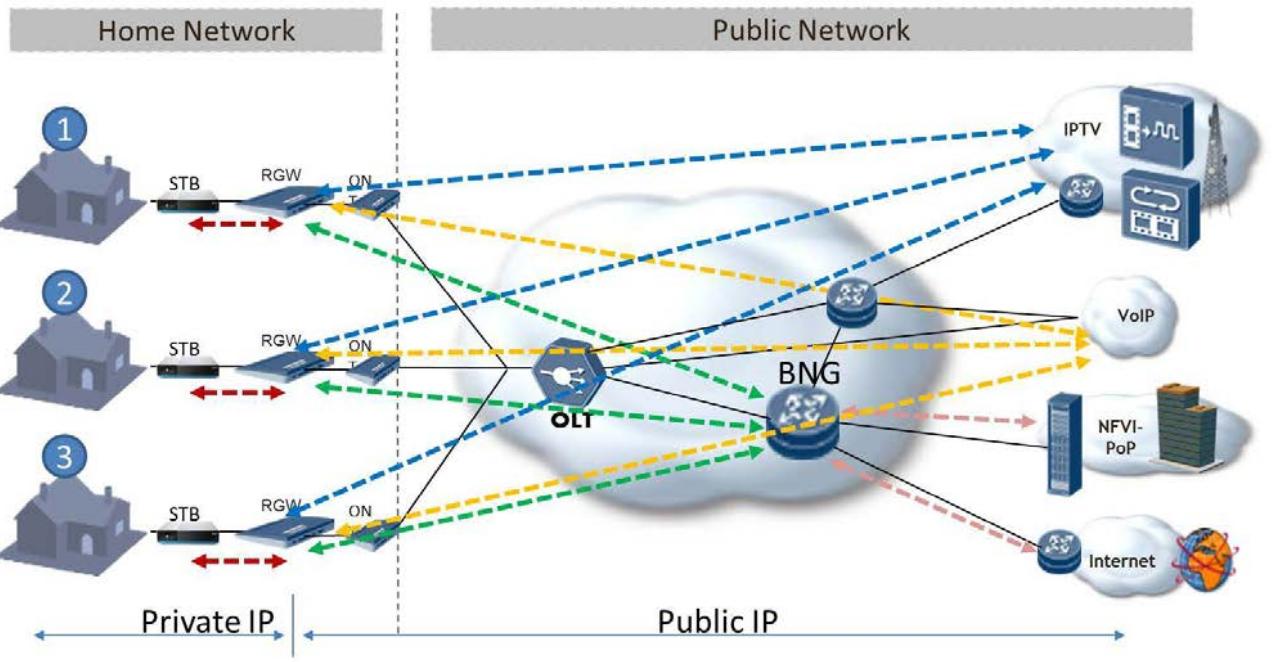 Home Network
Public Network
1
STB
RGW
ON
T
IPTV
2
STB
RGW
ON
T
VoIP
BNG
OLT
NFVI-
PoP
3
STB
RGW
ON
Internet
Private IP
Public IP